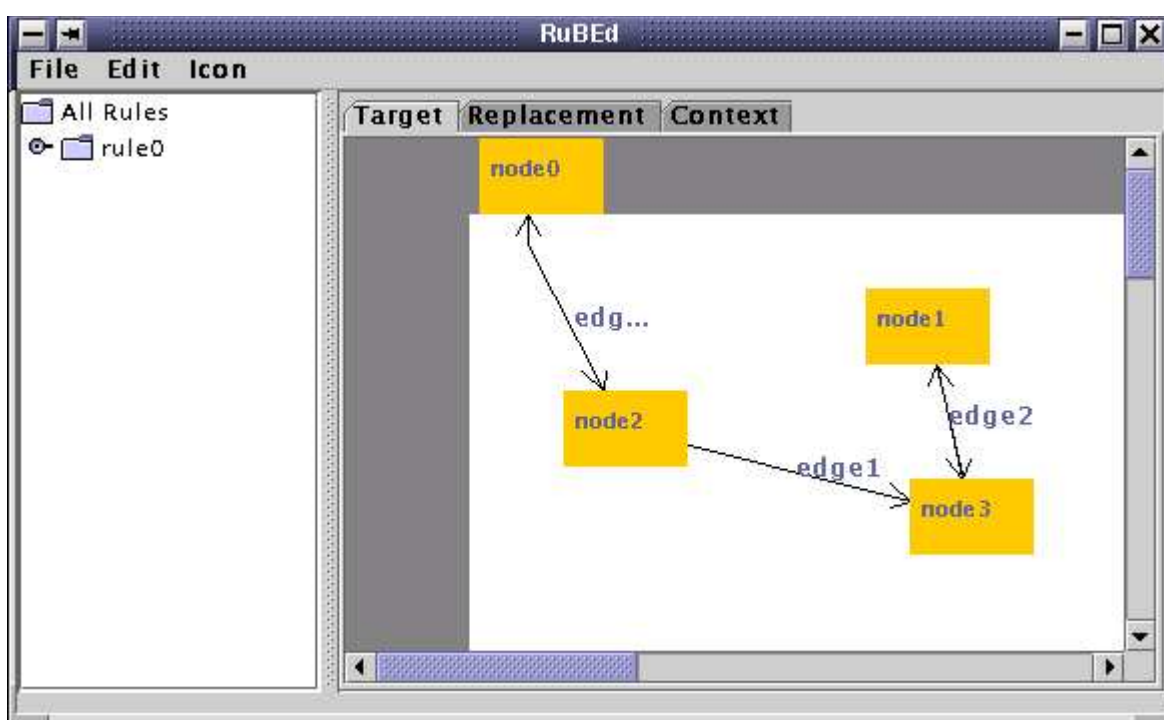 RuBEd
File Edit Icon
All Rules
rule0
Target Replacement Context
node0
edg...
node1
node2
edge2
edge1
node3